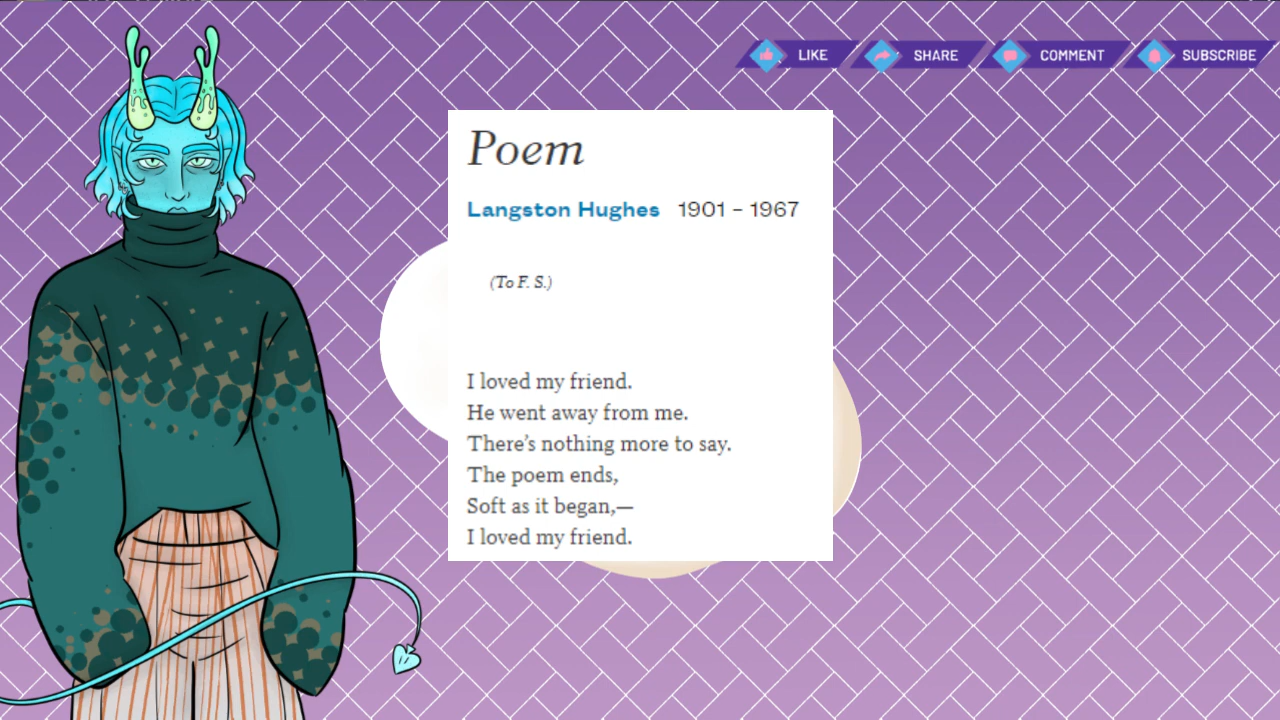 LIKE SHARE COMMENT SUBSCRIBE
Poem
Langston Hughes 1901 – 1967
(To F. S.)
I loved my friend.
He went away from me.
There’s nothing more to say.
The poem ends,
Soft as it began,—
I loved my friend.